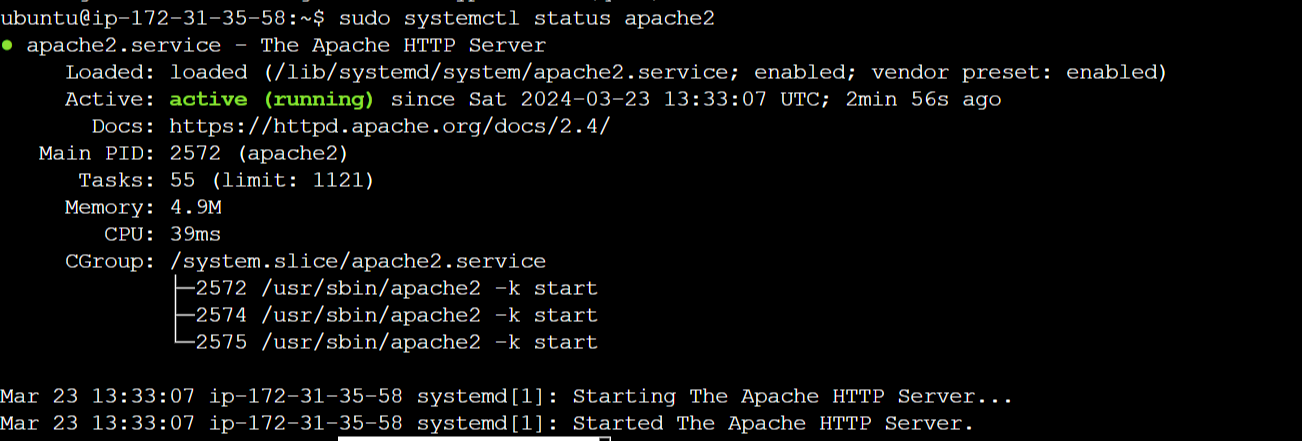 ubuntu@ip-172-31-35-58:~$ sudo systemctl status apache2
● apache2.service - The Apache HTTP Server
     Loaded: loaded (/lib/systemd/system/apache2.service; enabled; vendor preset: enabled)
     Active: active (running) since Sat 2024-03-23 13:33:07 UTC; 2min 56s ago
       Docs: https://httpd.apache.org/docs/2.4/
   Main PID: 2572 (apache2)
      Tasks: 55 (limit: 1121)
     Memory: 4.9M
        CPU: 39ms
     CGroup: /system.slice/apache2.service
             ├─2572 /usr/sbin/apache2 -k start
             ├─2574 /usr/sbin/apache2 -k start
             └─2575 /usr/sbin/apache2 -k start
Mar 23 13:33:07 ip-172-31-35-58 systemd[1]: Starting The Apache HTTP Server...
Mar 23 13:33:07 ip-172-31-35-58 systemd[1]: Started The Apache HTTP Server.